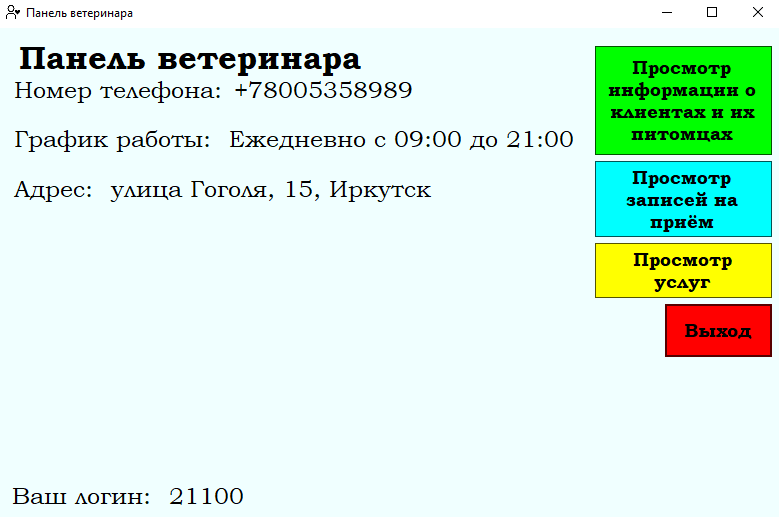 Панель ветеринара
Панель ветеринара
Номер телефона: +78005358989
График работы: Ежедневно с 09:00 до 21:00
Адрес: улица Гоголя, 15, Иркутск
Просмотр
информации о
клиентах и их
питомцах
Просмотр
записей на
приём
Просмотр
услуг
Выход
Ваш логин: 21100